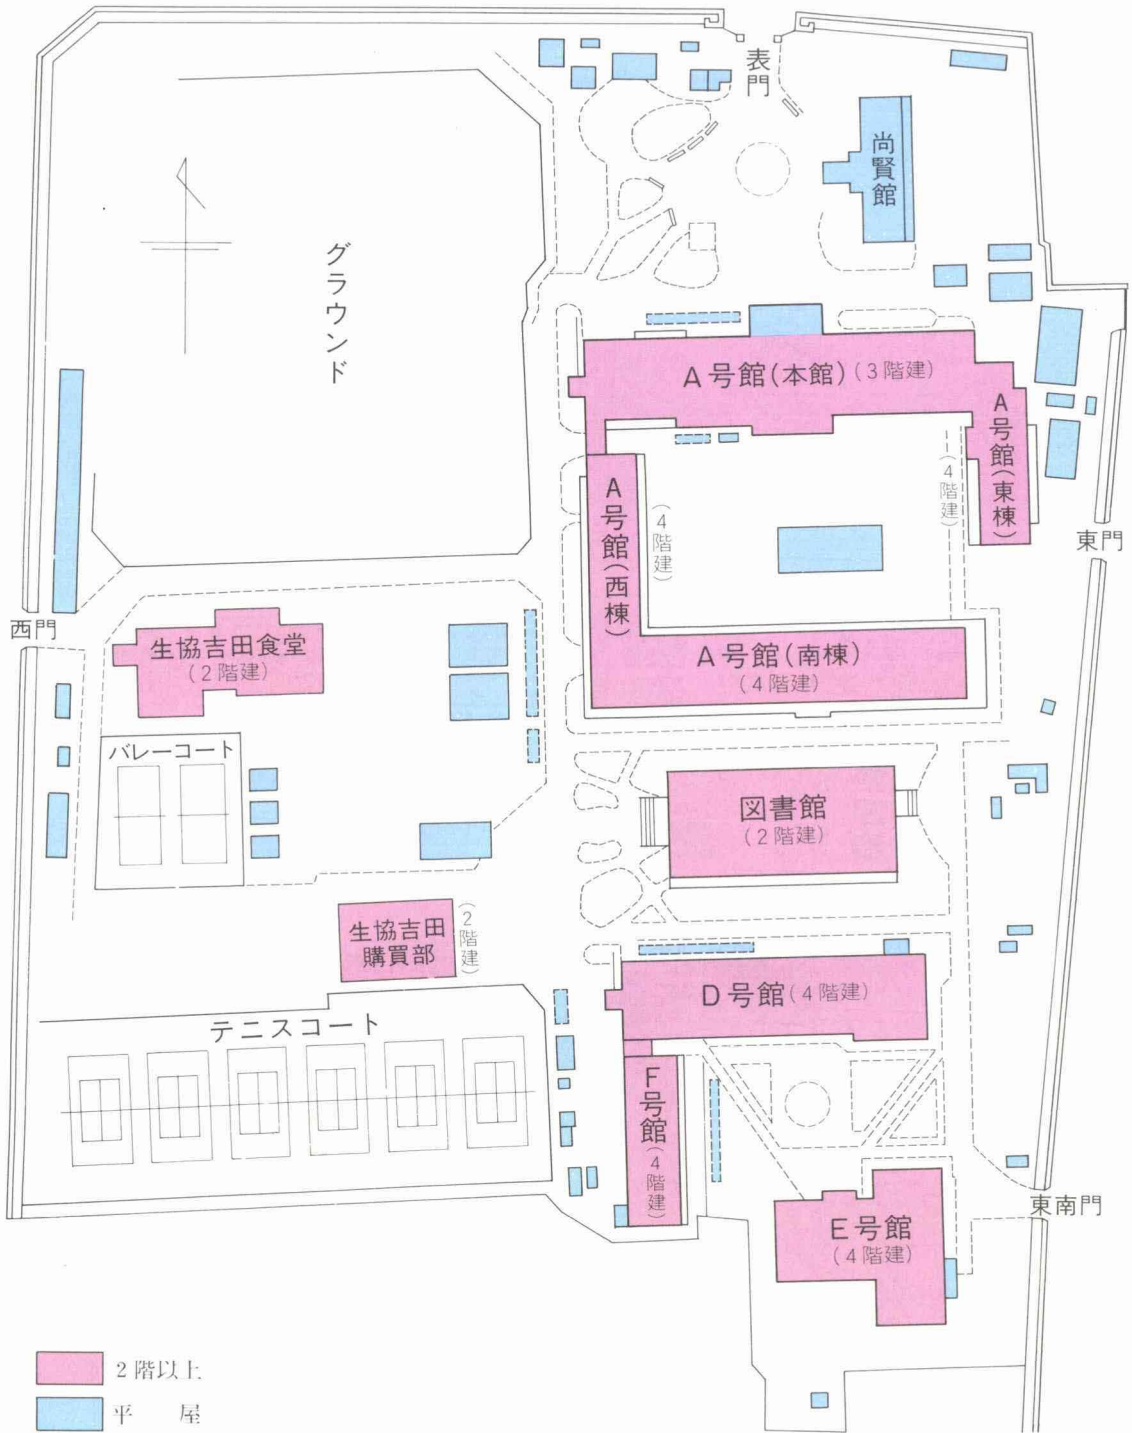 表門
尚賢館
グラウンド
A号館(本館)(3階建)
A号館(東棟)
(4階建)
A号館(西棟)
(4階建)
東門
西門
生協吉田食堂
(2階建)
A号館(南棟)
(4階建)
バレーコート
図書館
(2階建)
生協吉田
購買部
(2階建)
D号館(4階建)
テニスコート
F号館(4階建)
東南門
E号館
(4階建)
2階以上
平 屋